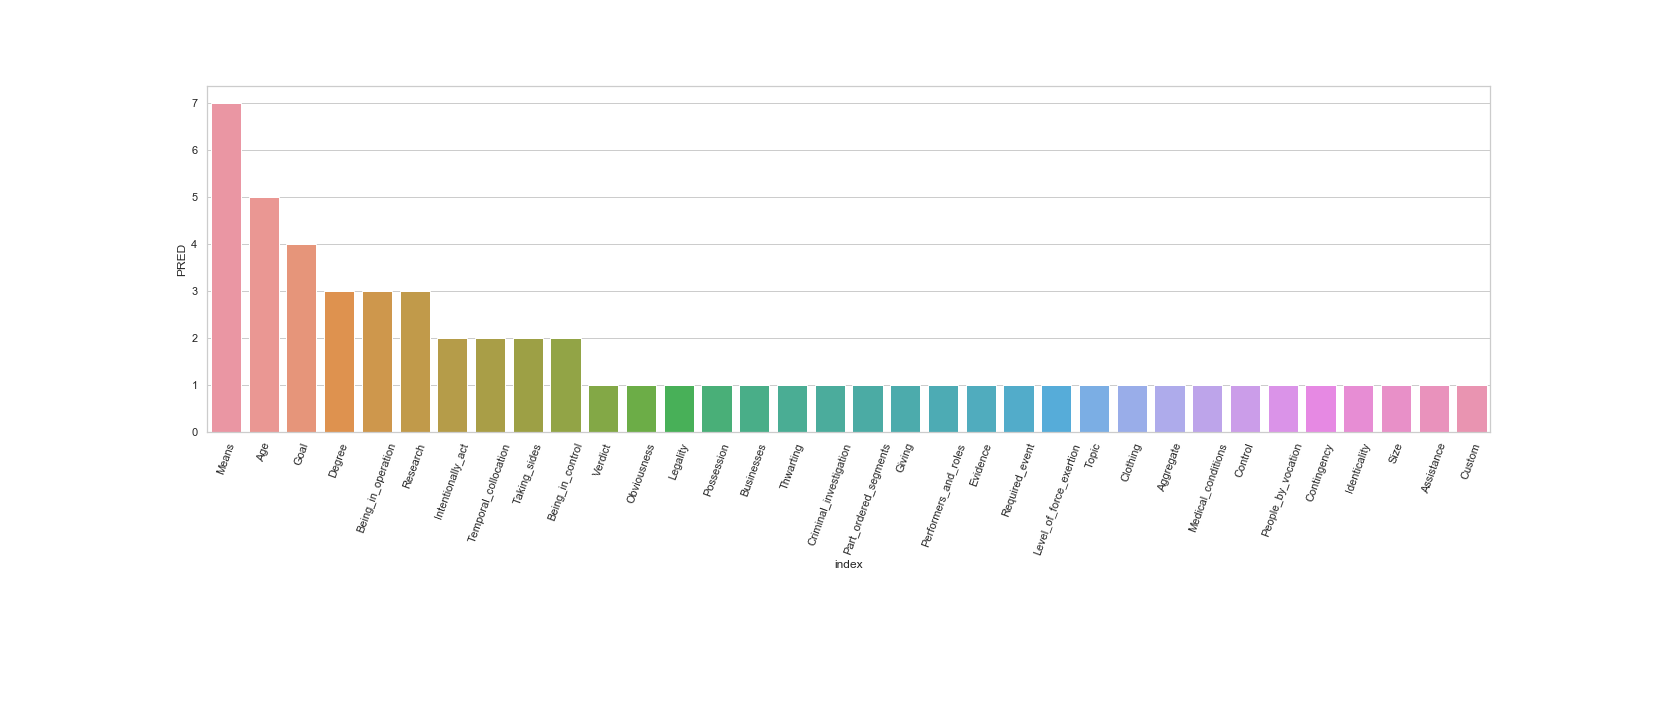 7
6
5
4
3
2
1
0
PRED
Means
Age
Goal
Degree
Being_in_operation
Research
Intentionally_act
Temporal_collocation
Taking_sides
Being_in_control
Verdict
Obviousness
Legality
Possession
Businesses
Thwarting
Criminal_investigation
Part_ordered_segments
Giving
Performers_and_roles
Evidence
Required_event
Level_of_force_exertion
Topic
Clothing
Aggregate
Medical_conditions
Control
People_by_vocation
Contingency
Identicality
Size
Assistance
Custom
index